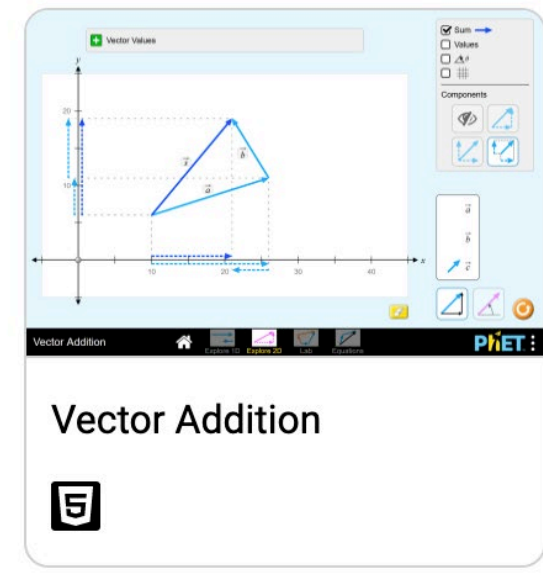 Vector Values
Sum
Values
θ
Components
y
20
10
s
b
a
x
10
20
30
40
a
b
c
Vector Addition
Explore 1D
Explore 2D
Lab
Equations
PhET
Vector Addition
5